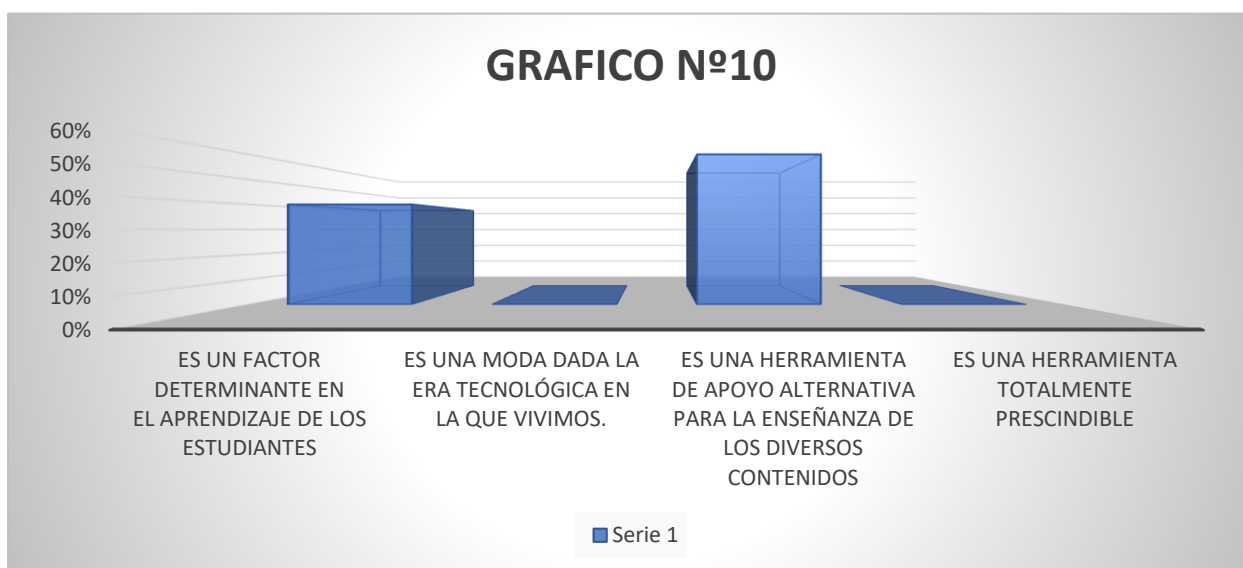 GRAFICO Nº10
60%
50%
40%
30%
20%
10%
0%
ES UN FACTOR
DETERMINANTE EN
EL APRENDIZAJE DE LOS
ESTUDIANTES
ES UNA MODA DADA LA
ERA TECNOLÓGICA EN
LA QUE VIVIMOS.
ES UNA HERRAMIENTA
DE APOYO ALTERNATIVA
PARA LA ENSEÑANZA DE
LOS DIVERSOS
CONTENIDOS
ES UNA HERRAMIENTA
TOTALMENTE
PRESCINDIBLE
Serie 1